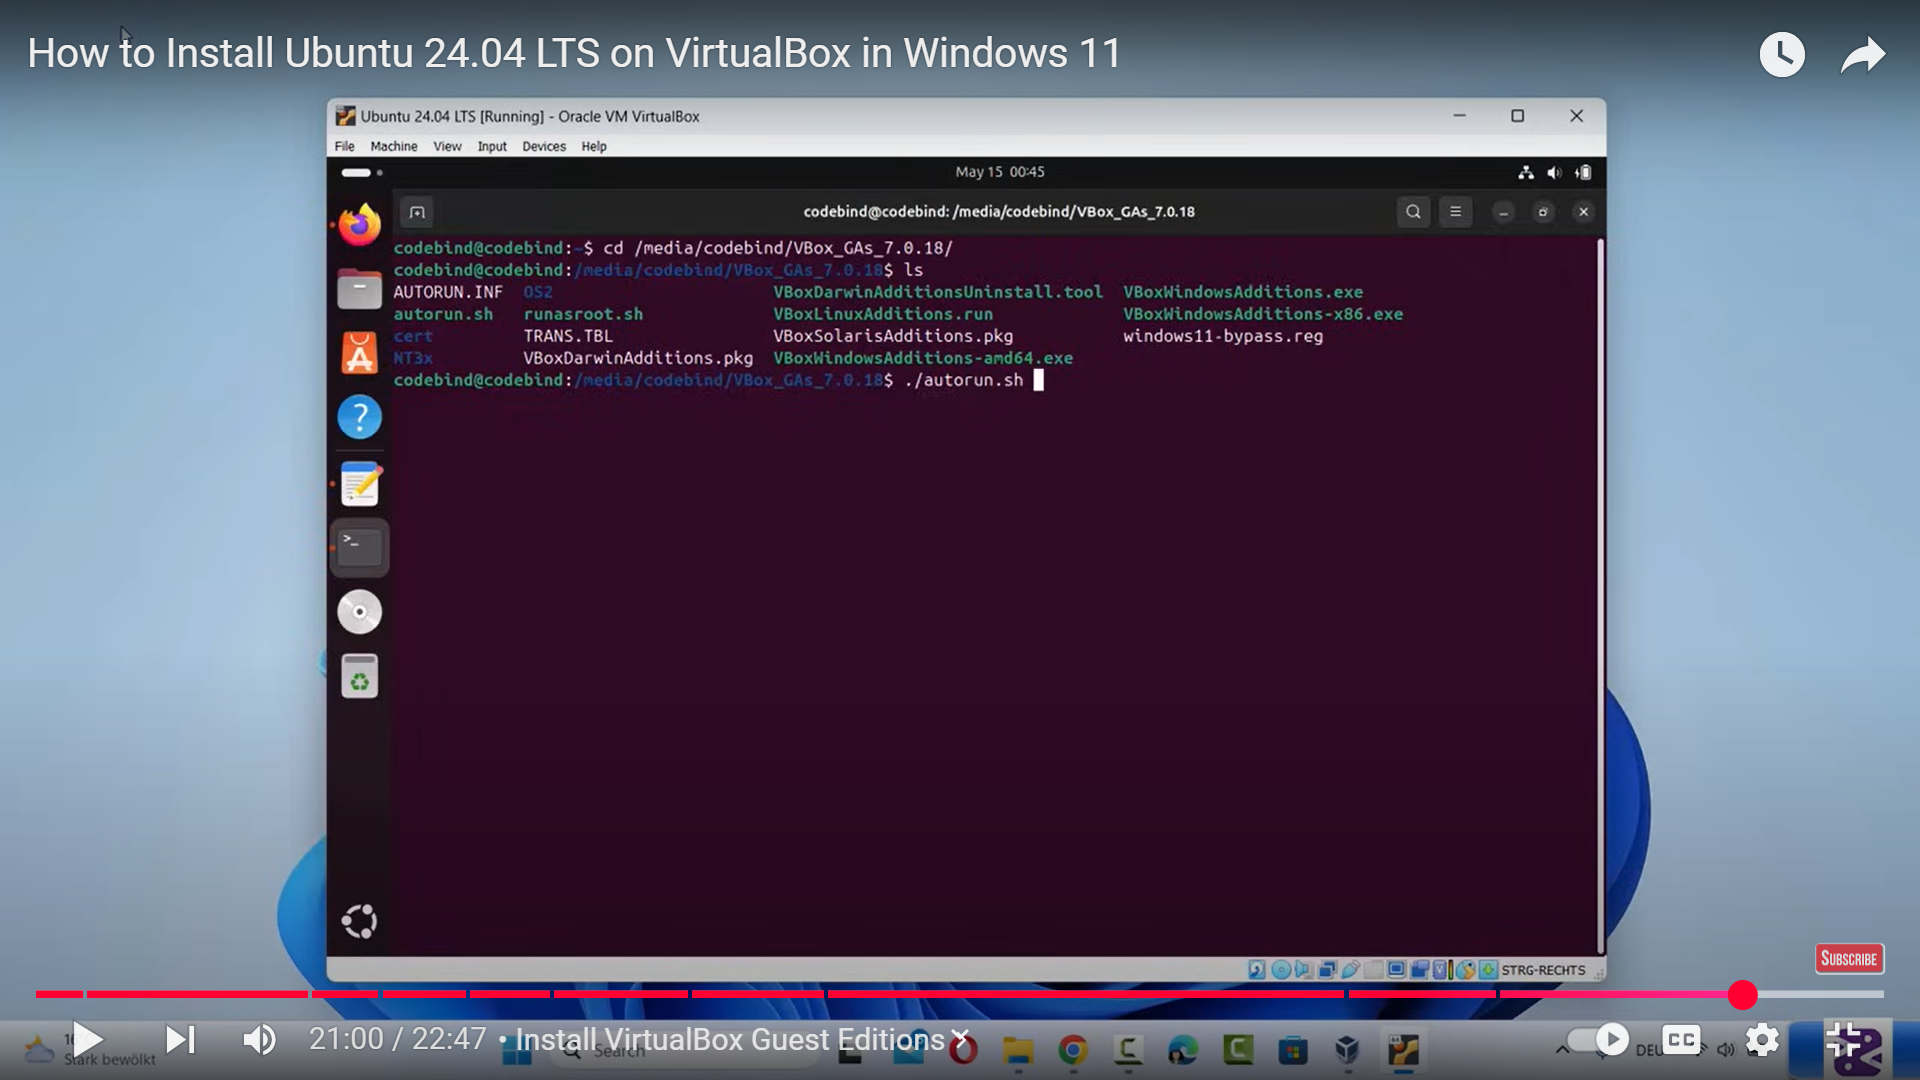 How to Install Ubuntu 24.04 LTS on VirtualBox in Windows 11
Ubuntu 24.04 LTS [Running] - Oracle VM VirtualBox
File Machine View Input Devices Help
May 15 00:45
codebind@codebind: /media/codebind/VBox_GAs_7.0.18
codebind@codebind:~$ cd /media/codebind/VBox_GAs_7.0.18/
codebind@codebind:/media/codebind/VBox_GAs_7.0.18$ ls
AUTORUN.INF OS2 VBoxDarwinAdditionsUninstall.tool VBoxWindowsAdditions.exe
autorun.sh runasroot.sh VBoxLinuxAdditions.run VBoxWindowsAdditions-x86.exe
cert TRANS.TBL VBoxSolarisAdditions.pkg windows11-bypass.reg
NT3x VBoxDarwinAdditions.pkg VBoxWindowsAdditions-amd64.exe
codebind@codebind:/media/codebind/VBox_GAs_7.0.18$ ./autorun.sh
STRG-RECHTS
SUBSCRIBE
21:00 / 22:47 • Install VirtualBox Guest Editions
Search
CC
DEU
Stark bewölkt